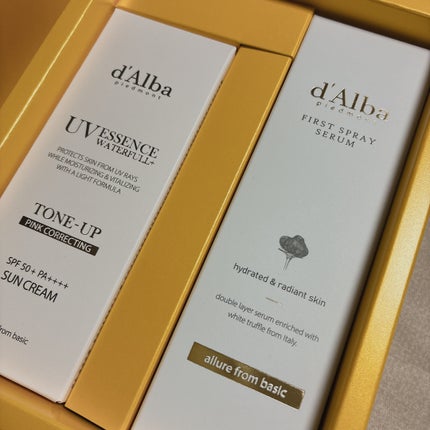 d'Alba
piedmont
UV ESSENCE
WATERFULL+
PROTECTS SKIN FROM UV RAYS
WHILE MOISTURIZING & VITALIZING
WITH A LIGHT FORMULA
TONE-UP
PINK CORRECTING
SPF 50+ PA++++
SUN CREAM
from basic
d'Alba
piedmont
FIRST SPRAY
SERUM
hydrated & radiant skin
double layer serum enriched with
white truffle from Italy.
allure from basic